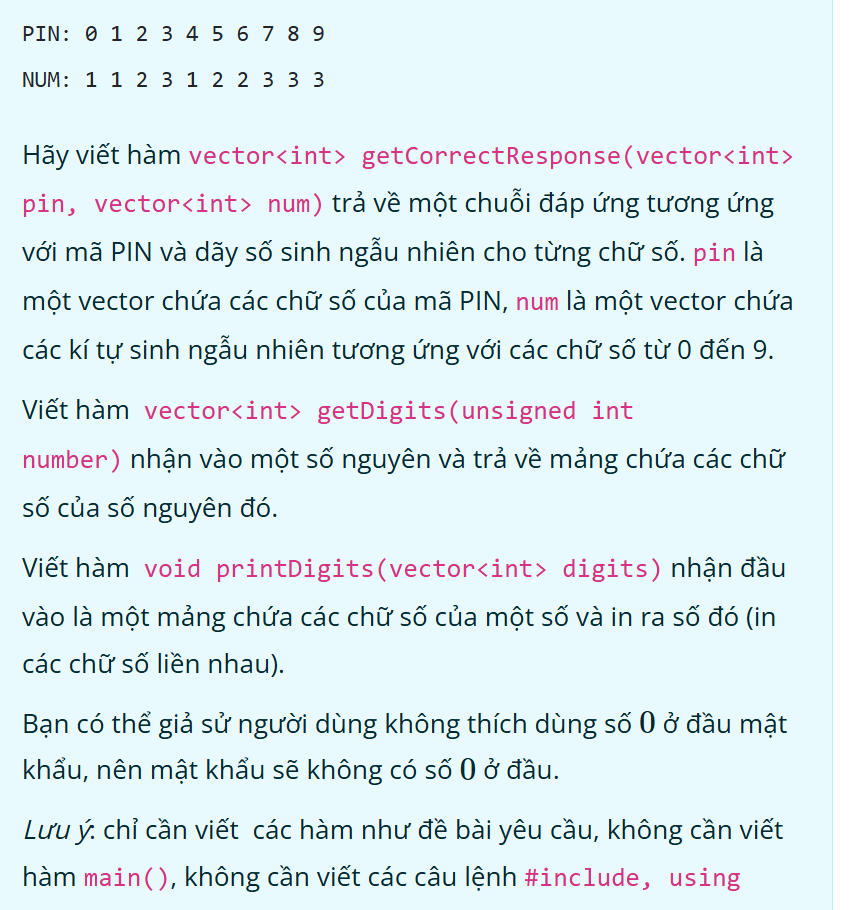 PIN: 0 1 2 3 4 5 6 7 8 9
NUM: 1 1 2 3 1 2 2 3 3 3
Hãy viết hàm vector<int> getCorrectResponse(vector<int>
pin, vector<int> num) trả về một chuỗi đáp ứng tương ứng
với mã PIN và dãy số sinh ngẫu nhiên cho từng chữ số. pin là
một vector chứa các chữ số của mã PIN, num là một vector chứa
các kí tự sinh ngẫu nhiên tương ứng với các chữ số từ 0 đến 9.
Viết hàm vector<int> getDigits(unsigned int
number) nhận vào một số nguyên và trả về mảng chứa các chữ
số của số nguyên đó.
Viết hàm void printDigits(vector<int> digits) nhận đầu
vào là một mảng chứa các chữ số của một số và in ra số đó (in
các chữ số liền nhau).
Bạn có thể giả sử người dùng không thích dùng số 0 ở đầu mật
khẩu, nên mật khẩu sẽ không có số 0 ở đầu.
Lưu ý: chỉ cần viết các hàm như đề bài yêu cầu, không cần viết
hàm main(), không cần viết các câu lệnh #include, using